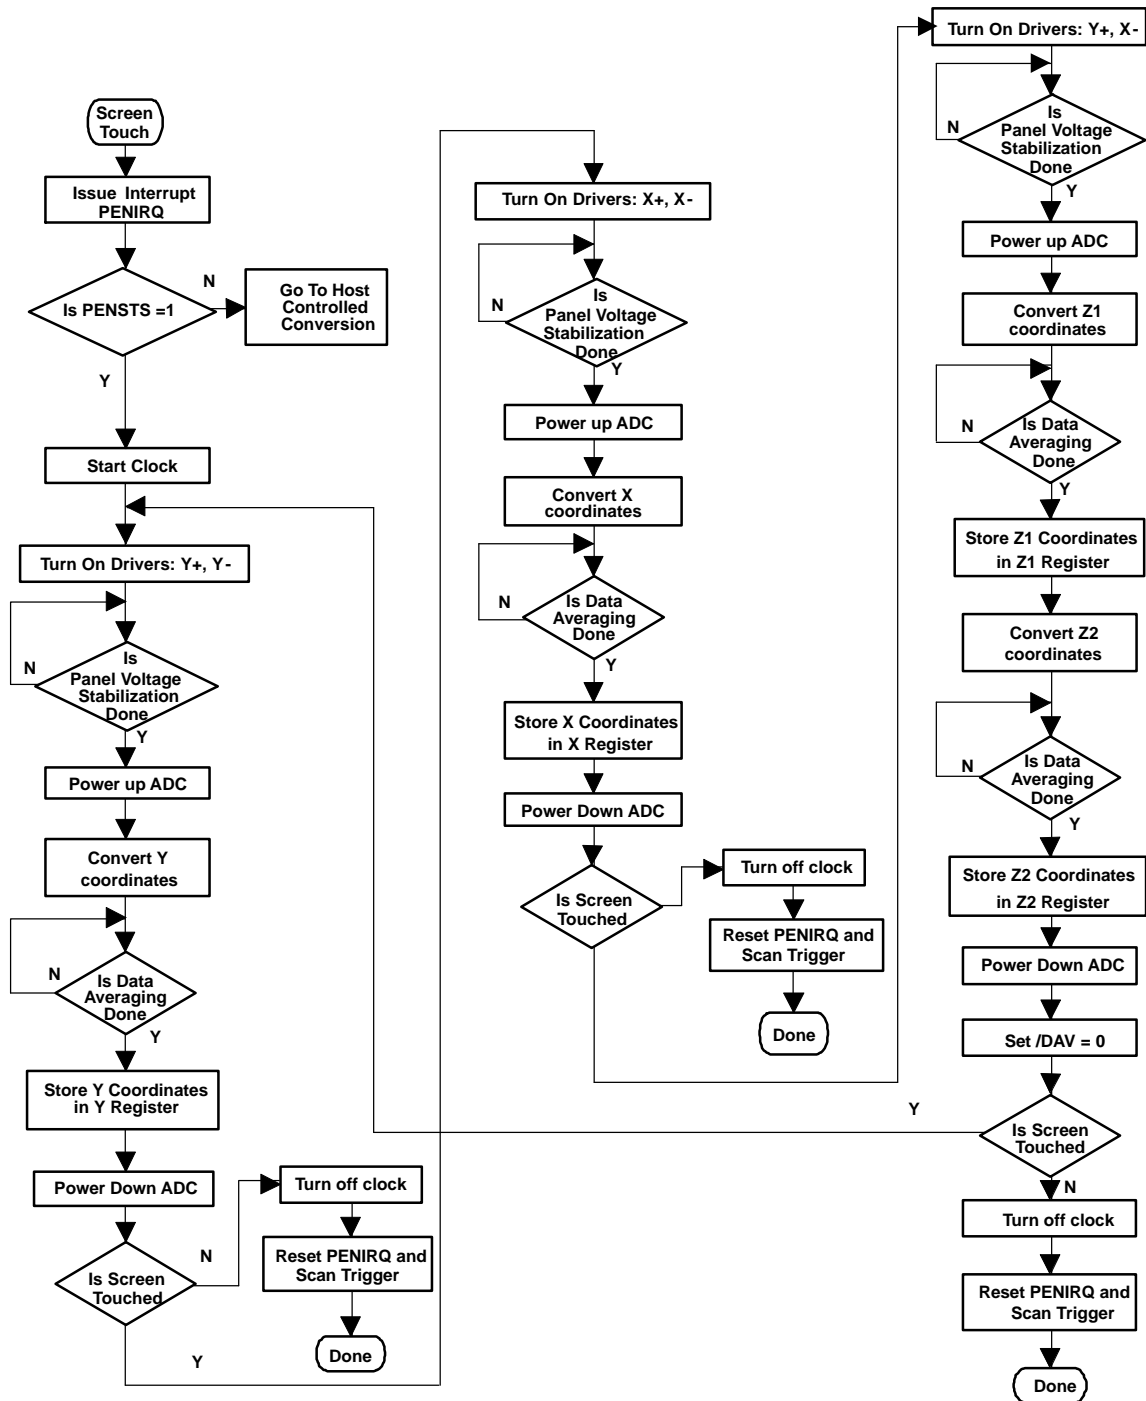 Screen
Touch
Issue Interrupt
PENIRQ
Is PENSTS =1
N
Go To Host
Controlled
Conversion
Y
Start Clock
Turn On Drivers: Y+, Y-
Is
Panel Voltage
Stabilization
Done
N
Y
Power up ADC
Convert Y
coordinates
Is Data
Averaging
Done
N
Y
Store Y Coordinates
in Y Register
Power Down ADC
Is Screen
Touched
N
Turn off clock
Reset PENIRQ and
Scan Trigger
Done
Y
Turn On Drivers: X+, X-
Is
Panel Voltage
Stabilization
Done
N
Y
Power up ADC
Convert X
coordinates
Is Data
Averaging
Done
N
Y
Store X Coordinates
in X Register
Power Down ADC
Is Screen
Touched
Turn off clock
Reset PENIRQ and
Scan Trigger
Done
Turn On Drivers: Y+, X-
Is
Panel Voltage
Stabilization
Done
N
Y
Power up ADC
Convert Z1
coordinates
Is Data
Averaging
Done
N
Y
Store Z1 Coordinates
in Z1 Register
Convert Z2
coordinates
Is Data
Averaging
Done
N
Y
Store Z2 Coordinates
in Z2 Register
Power Down ADC
Set /DAV = 0
Is Screen
Touched
Y
N
Turn off clock
Reset PENIRQ and
Scan Trigger
Done